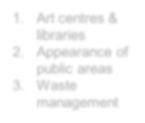 1. Art centres &
libraries
2. Appearance of
public areas
3. Waste
management